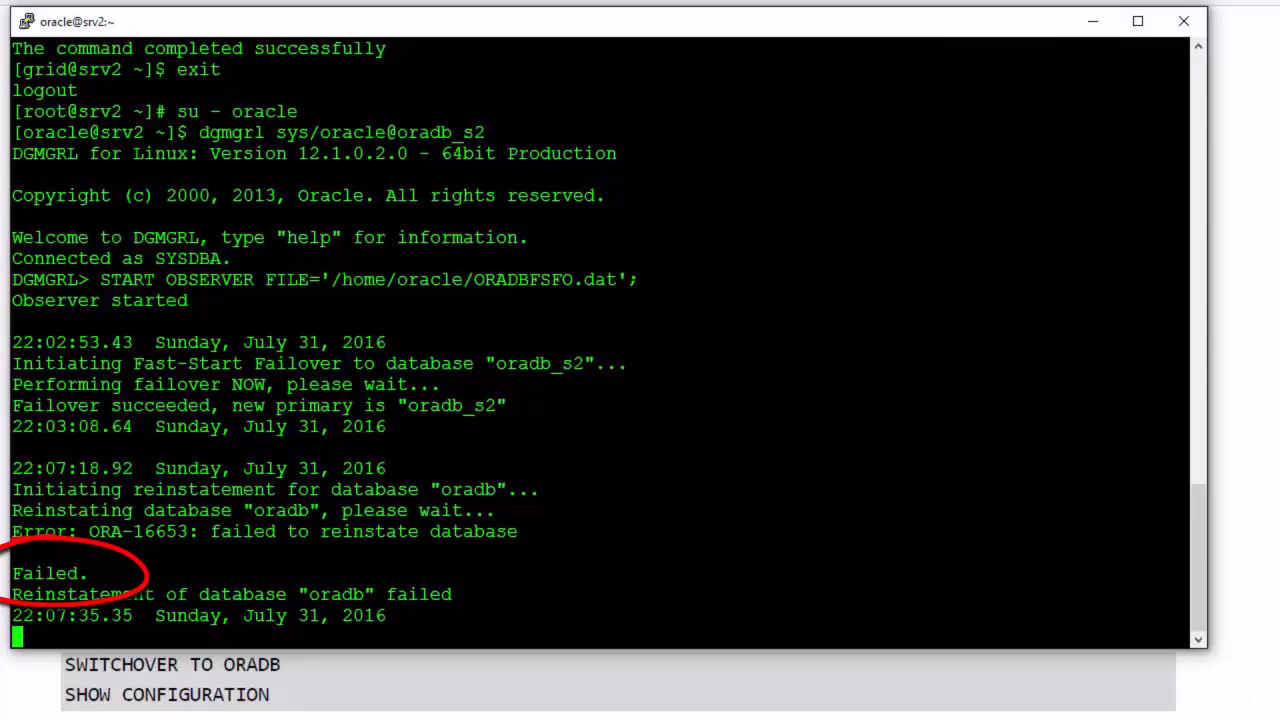 oracle@srv2:~
The command completed successfully
[grid@srv2 ~]$ exit
logout
[root@srv2 ~]# su - oracle
[oracle@srv2 ~]$ dgmgrl sys/oracle@oradb_s2
DGMGRL for Linux: Version 12.1.0.2.0 - 64bit Production
Copyright (c) 2000, 2013, Oracle. All rights reserved.
Welcome to DGMGRL, type "help" for information.
Connected as SYSDBA.
DGMGRL> START OBSERVER FILE='/home/oracle/ORADBFSFO.dat';
Observer started
22:02:53.43  Sunday, July 31, 2016
Initiating Fast-Start Failover to database "oradb_s2"...
Performing failover NOW, please wait...
Failover succeeded, new primary is "oradb_s2"
22:03:08.64  Sunday, July 31, 2016
22:07:18.92  Sunday, July 31, 2016
Initiating reinstatement for database "oradb"...
Reinstating database "oradb", please wait...
Error: ORA-16653: failed to reinstate database
Failed.
Reinstatement of database "oradb" failed
22:07:35.35  Sunday, July 31, 2016
SWITCHOVER TO ORADB
SHOW CONFIGURATION